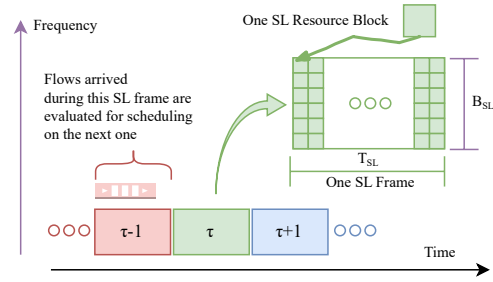 Frequency
One SL Resource Block
Flows arrived
during this SL frame are
evaluated for scheduling
on the next one
B_SL
T_SL
One SL Frame
τ-1
τ
τ+1
Time